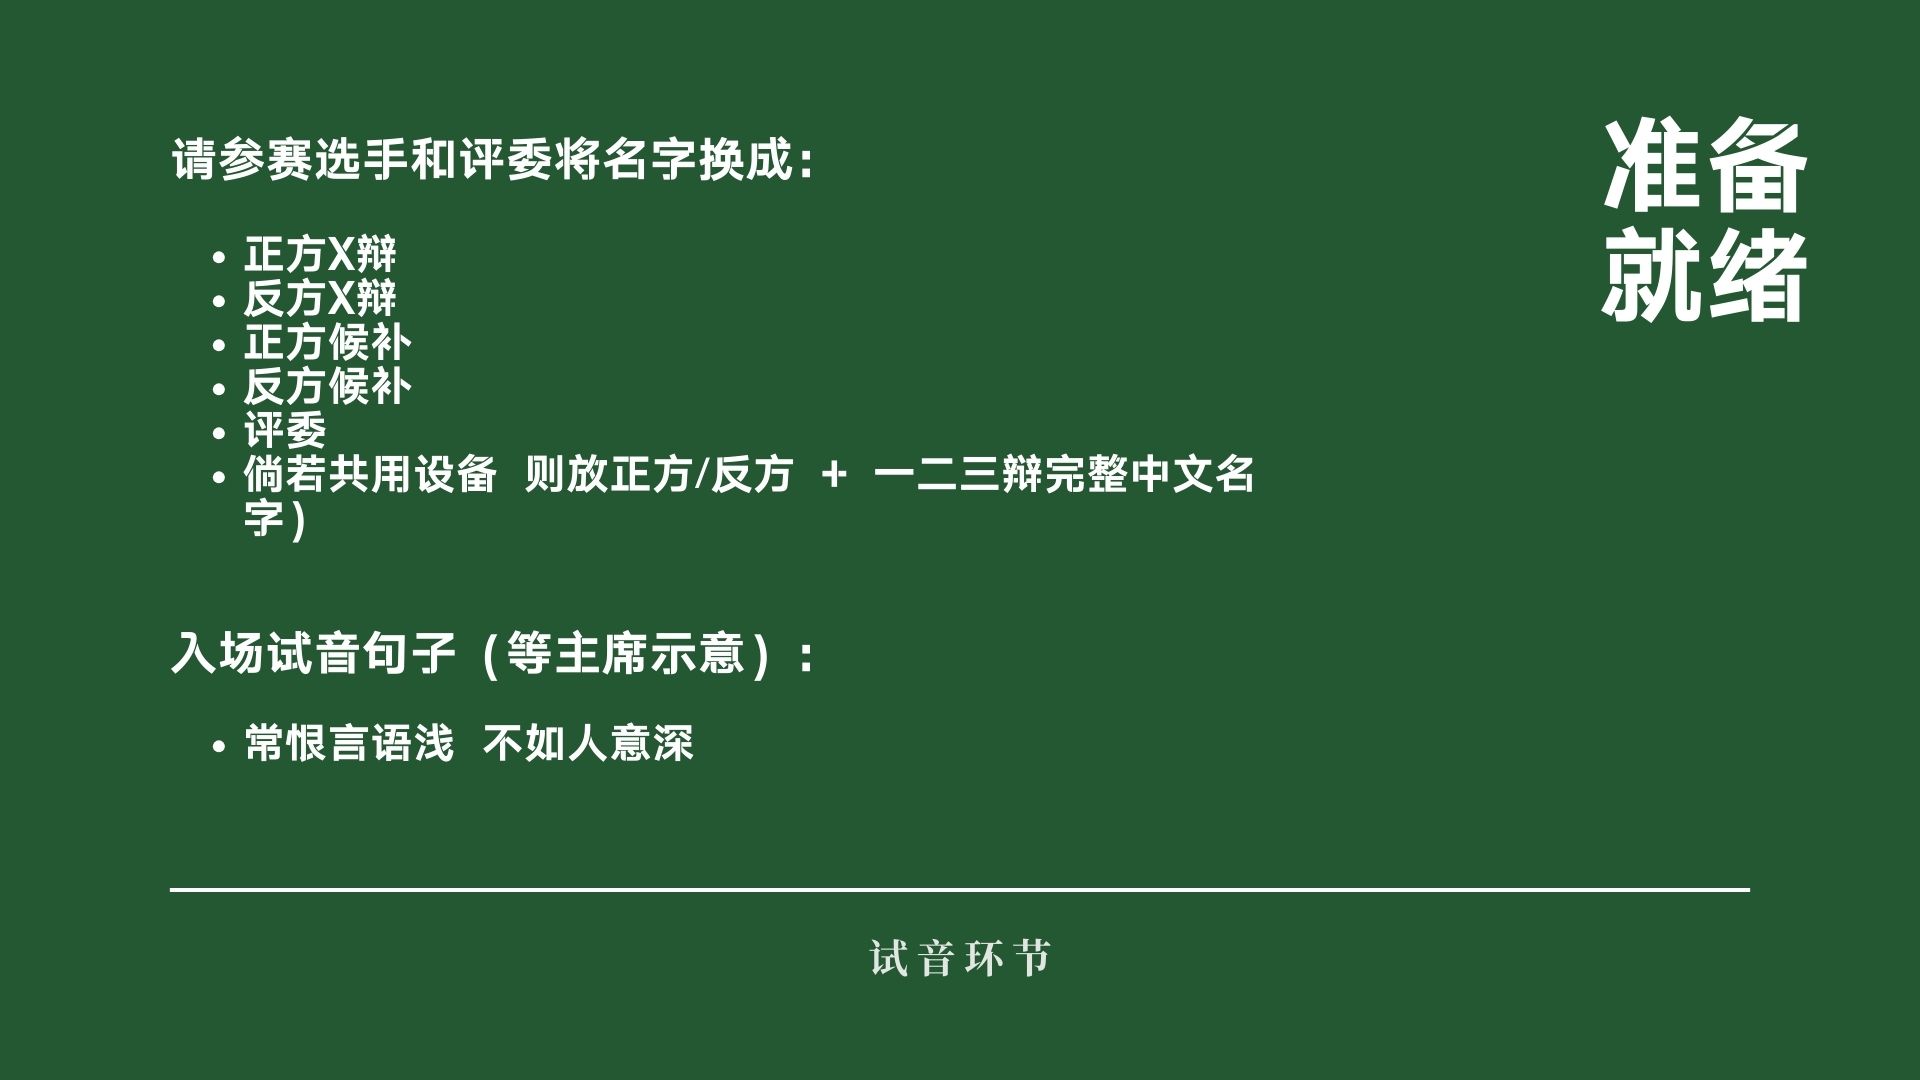 准备
就绪
请参赛选手和评委将名字换成：
• 正方X辩
• 反方X辩
• 正方候补
• 反方候补
• 评委
• 倘若共用设备 则放正方/反方 + 一二三辩完整中文名
字）
入场试音句子（等主席示意）：
• 常恨言语浅 不如人意深
试音环节